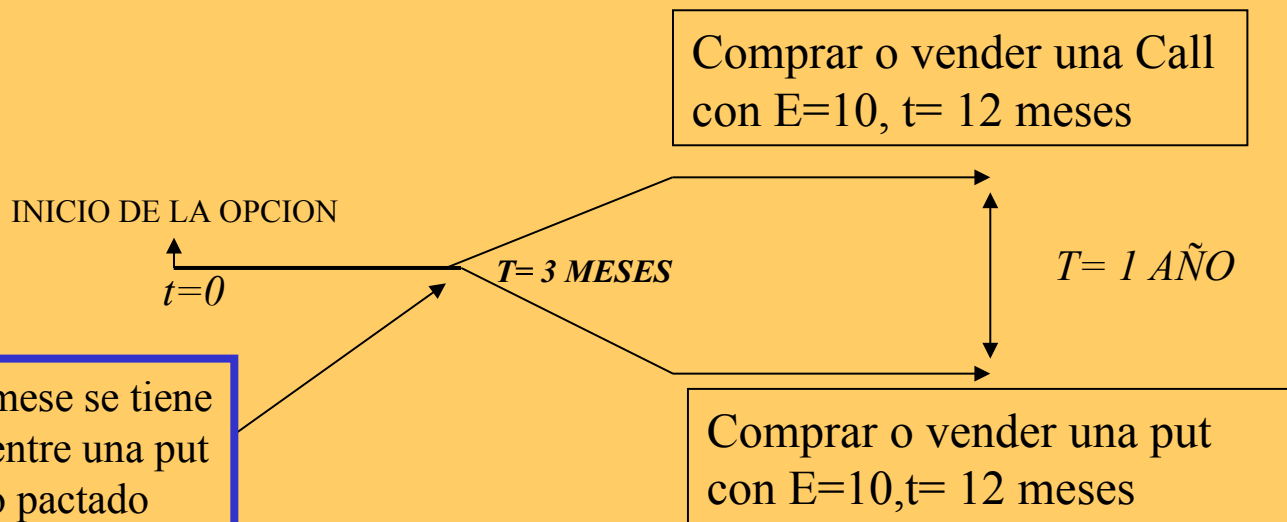 Comprar o vender una Call
con E=10, t= 12 meses
INICIO DE LA OPCION
t=0
T= 3 MESES
T= 1 AÑO
mese se tiene
entre una put
pactado
Comprar o vender una put
con E=10,t= 12 meses